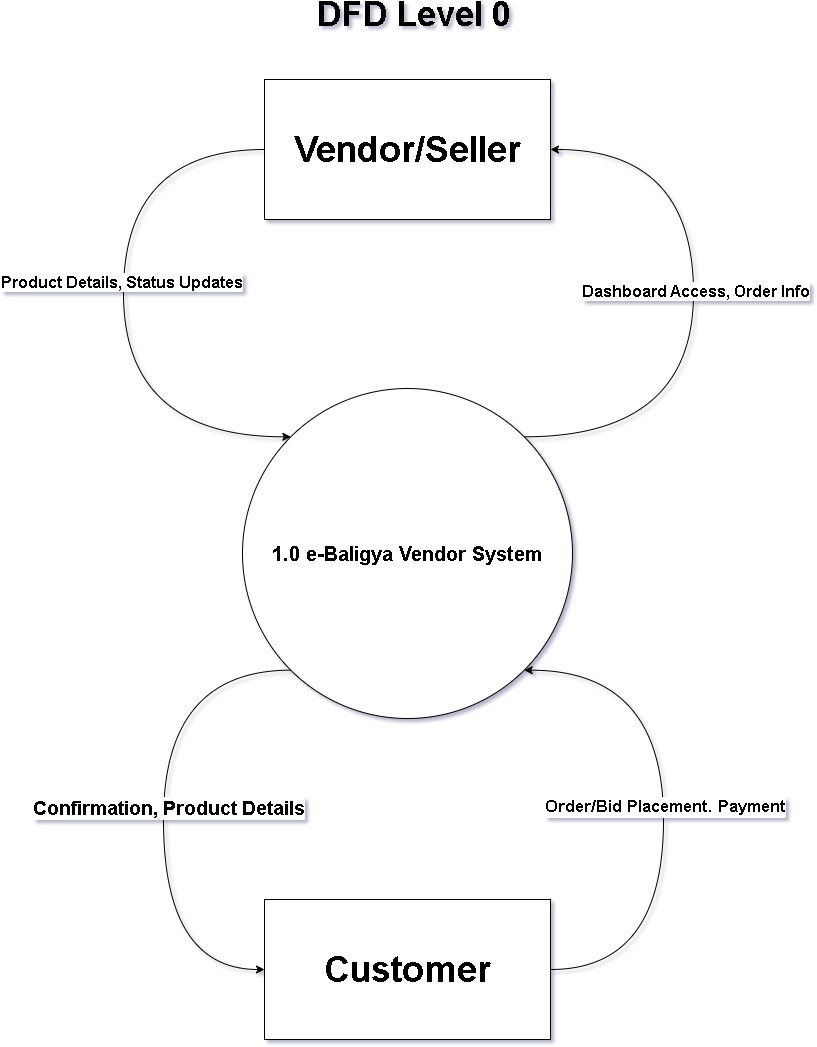 DFD Level 0
Vendor/Seller
Product Details, Status Updates
Dashboard Access, Order Info
1.0 e-Baligya Vendor System
Confirmation, Product Details
Order/Bid Placement. Payment
Customer